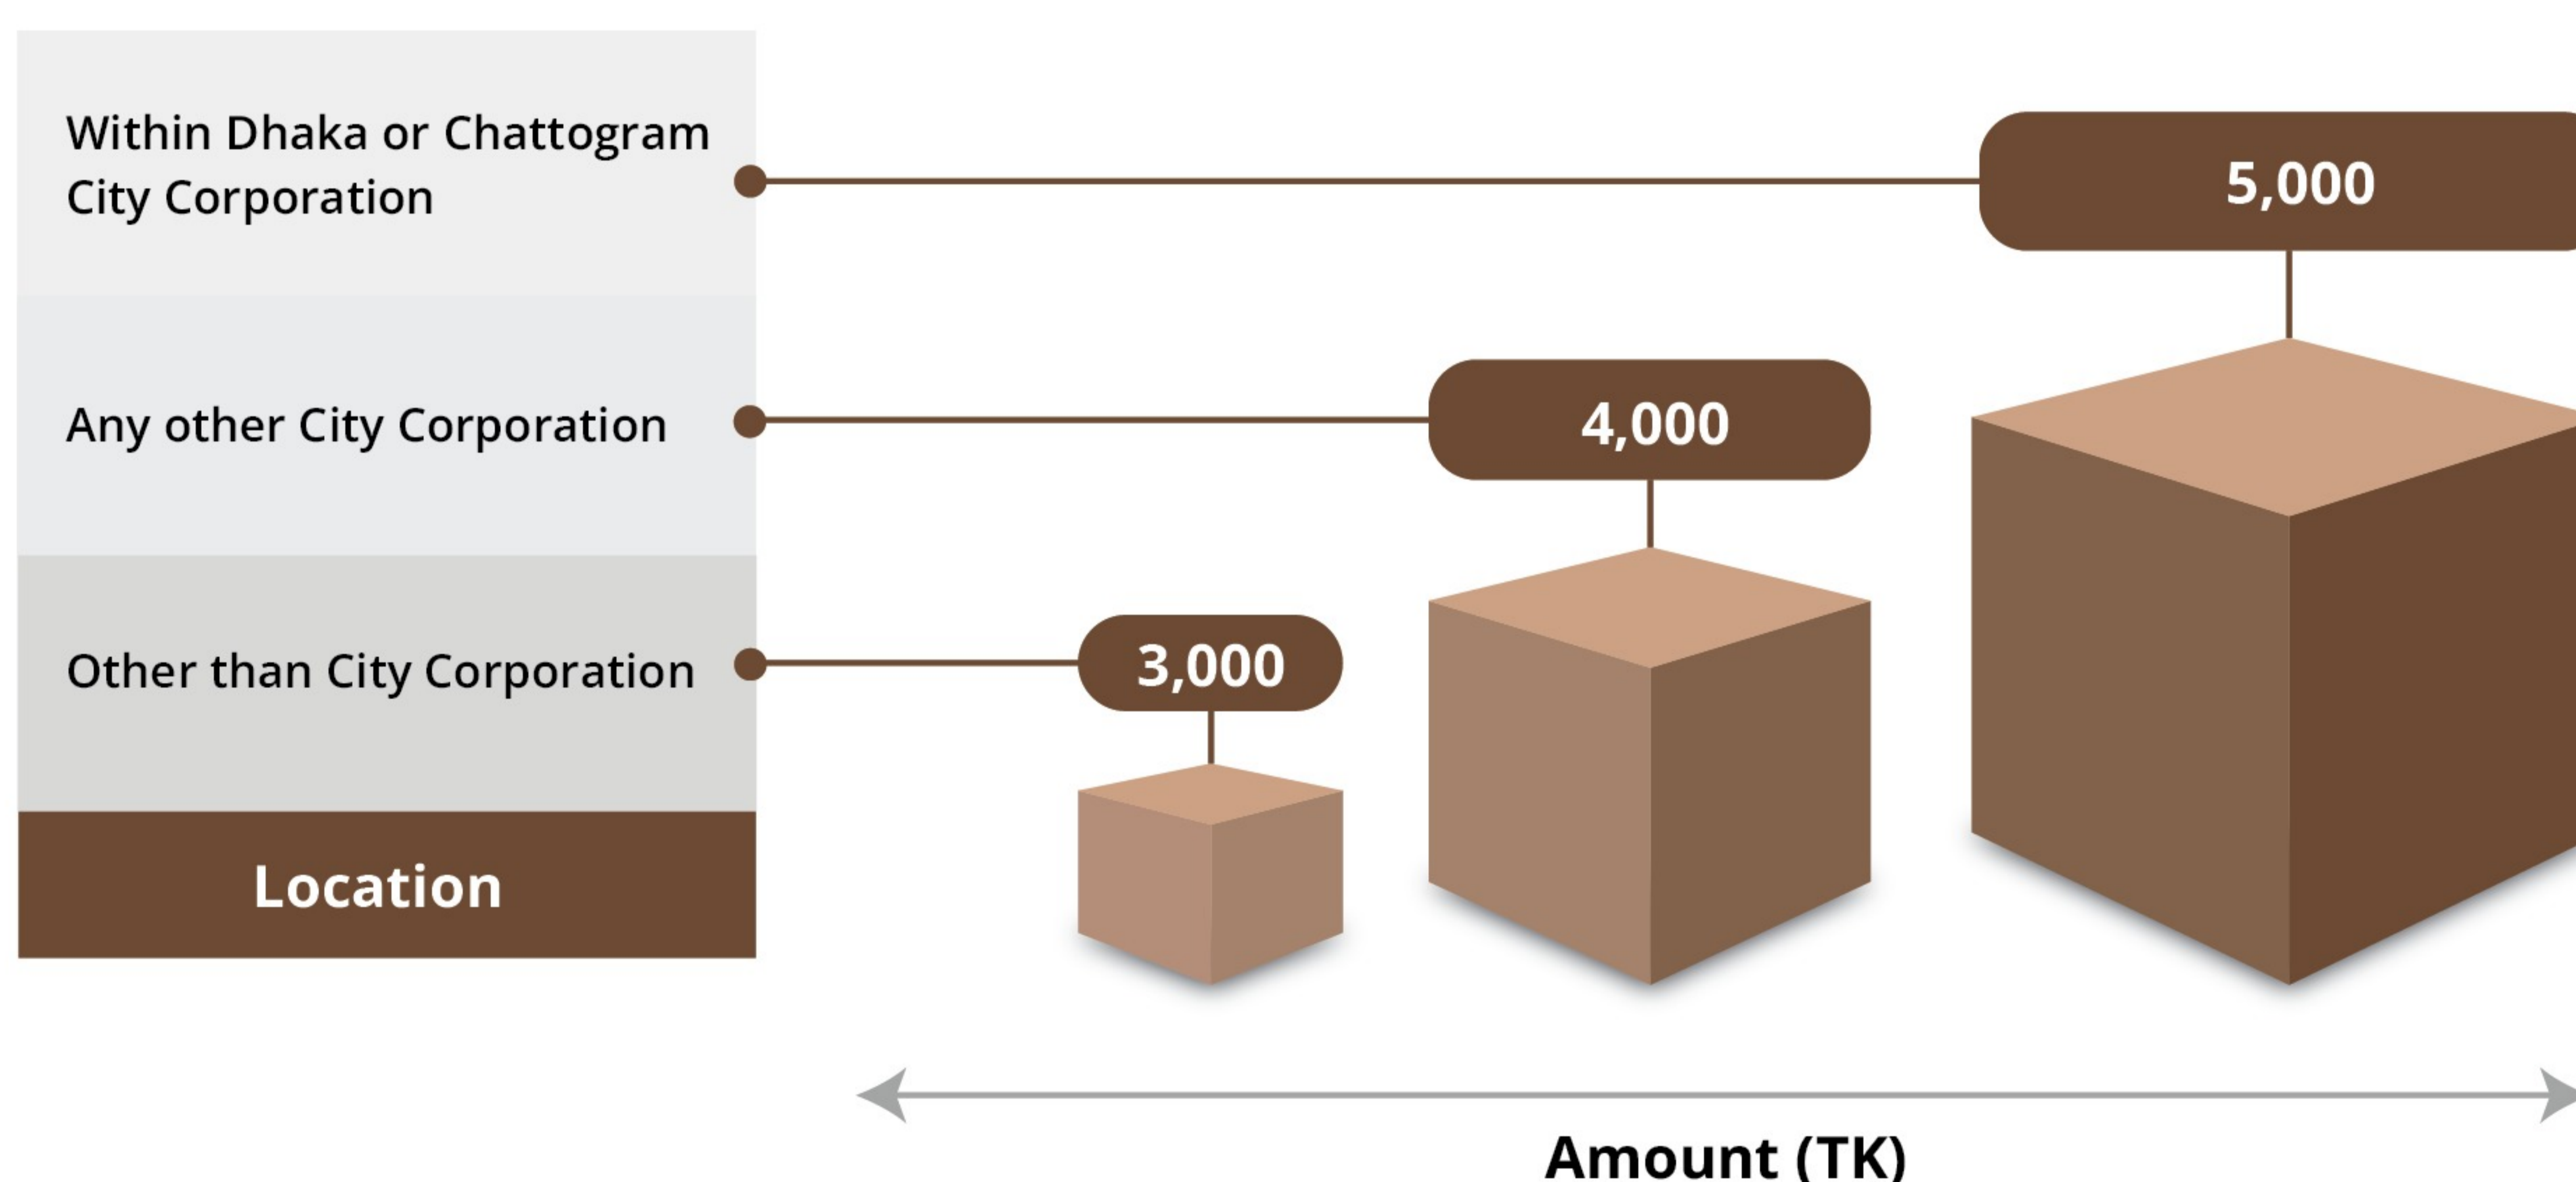 Within Dhaka or Chattogram
City Corporation
5,000
Any other City Corporation
4,000
Other than City Corporation
3,000
Location
Amount (TK)